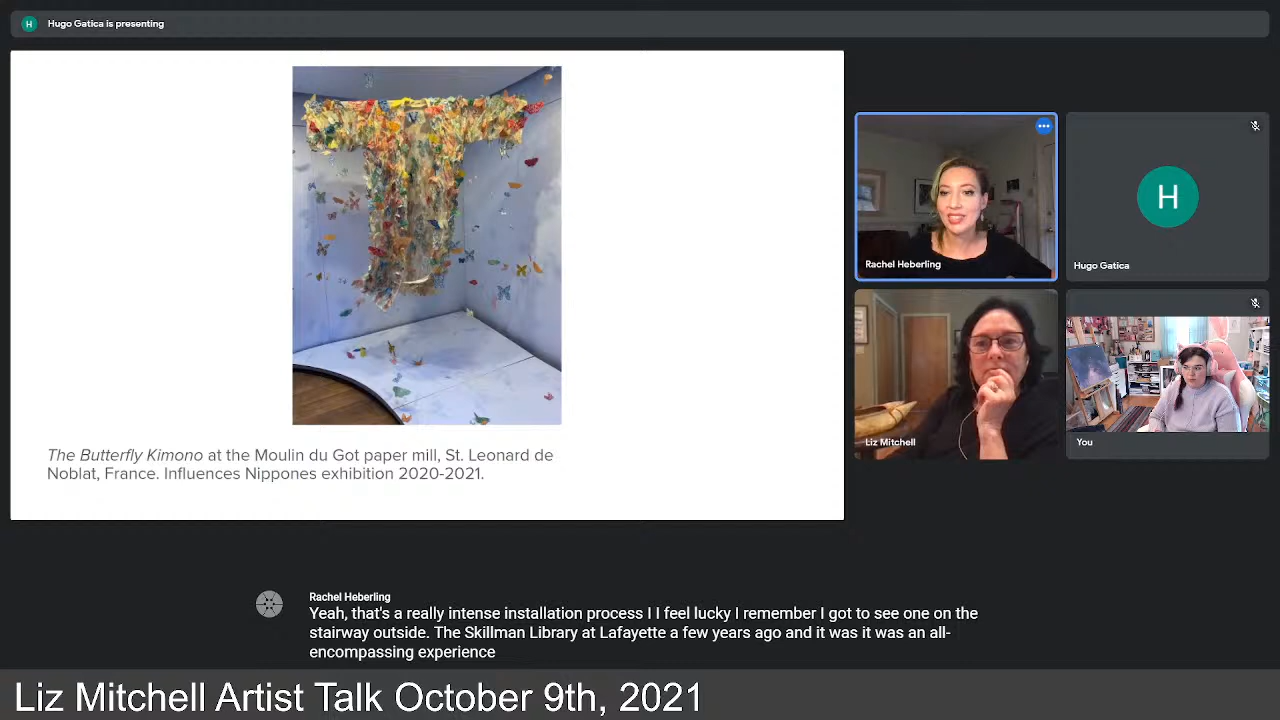 H Hugo Gatica is presenting
The Butterfly Kimono at the Moulin du Got paper mill, St. Leonard de
Noblat, France. Influences Nippones exhibition 2020-2021.
Rachel Heberling
H
Hugo Gatica
Liz Mitchell
You
Rachel Heberling
Yeah, that's a really intense installation process I I feel lucky I remember I got to see one on the
stairway outside. The Skillman Library at Lafayette a few years ago and it was it was an all-
encompassing experience
Liz Mitchell Artist Talk October 9th, 2021